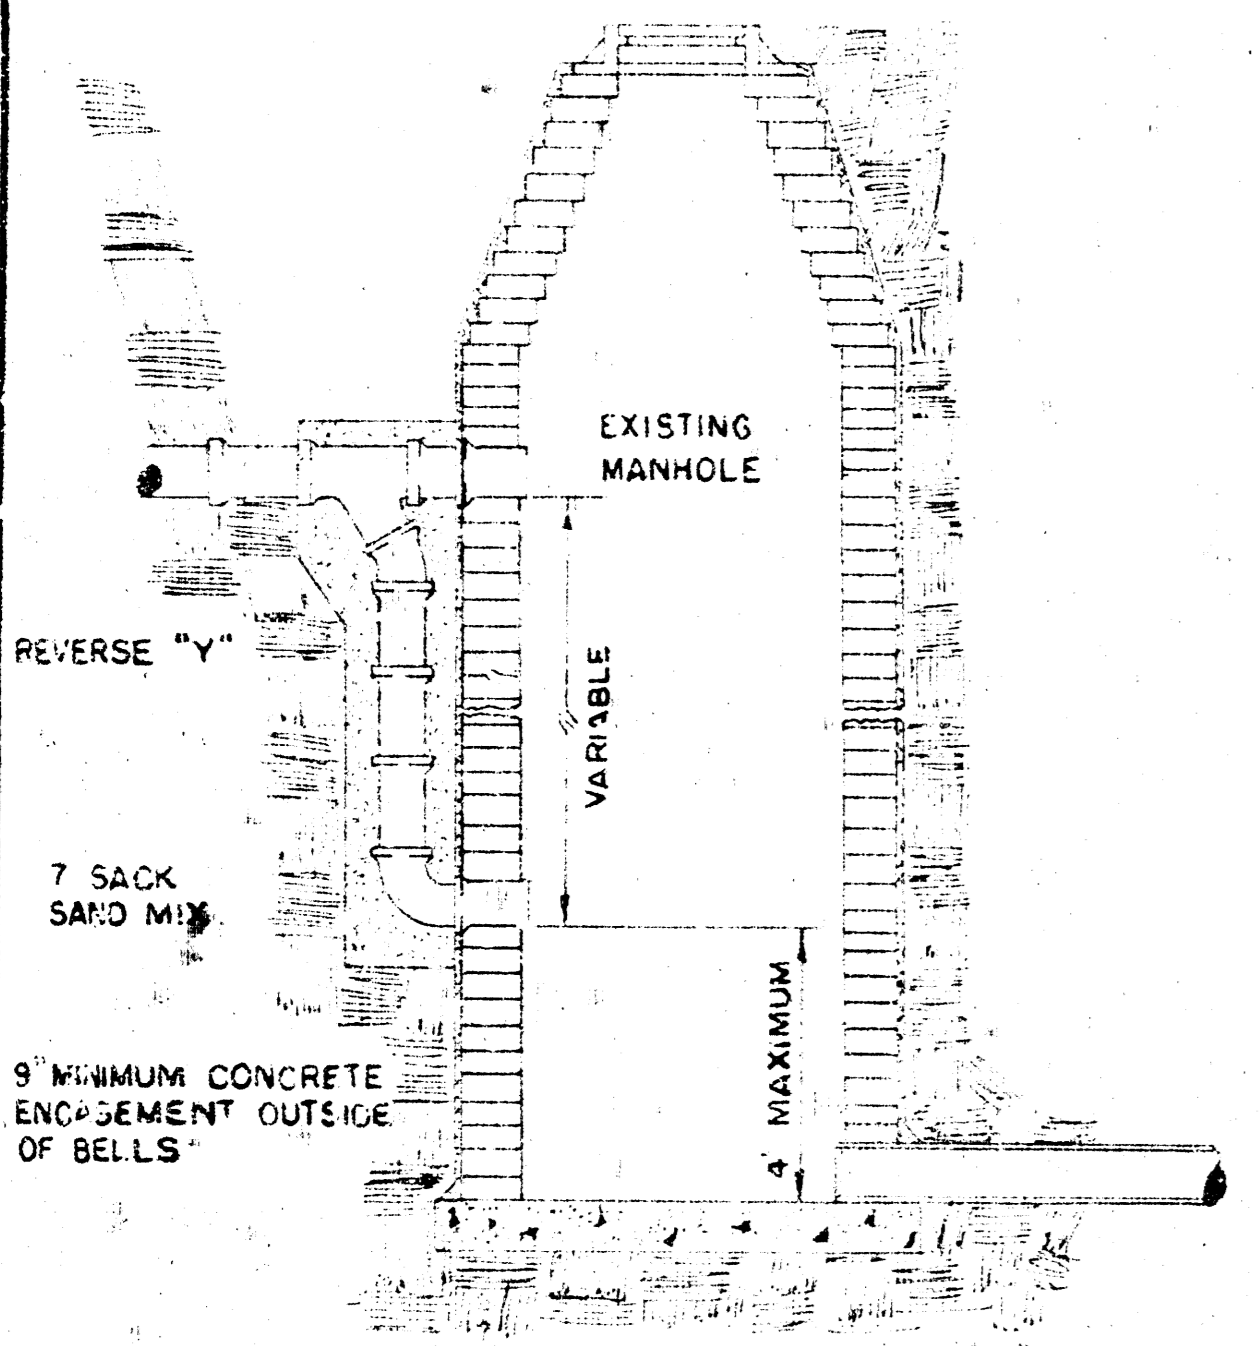 EXISTING
MANHOLE
REVERSE "Y"
VARIABLE
7 SACK
SAND MIX
4' MAXIMUM
9" MINIMUM CONCRETE
ENCASEMENT OUTSIDE
OF BELLS